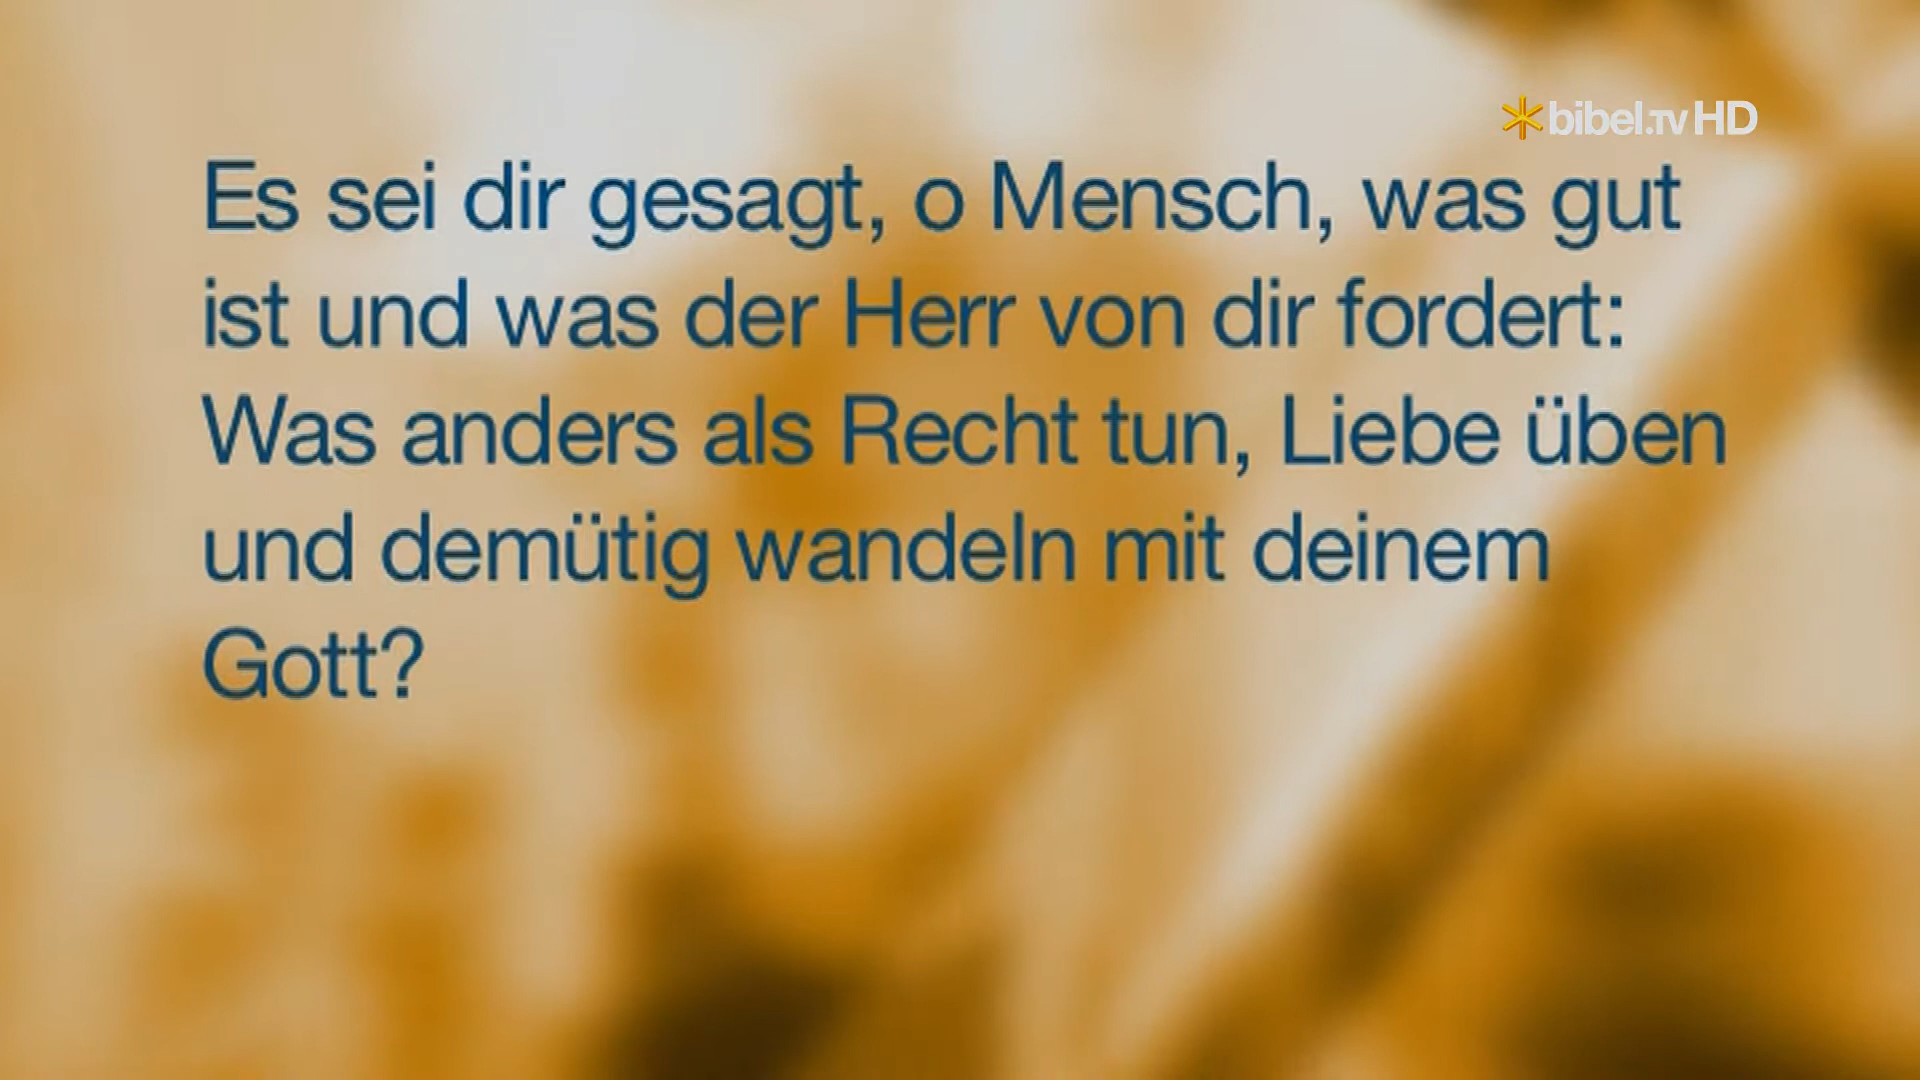 bibel.TV HD
Es sei dir gesagt, o Mensch, was gut
ist und was der Herr von dir fordert:
Was anders als Recht tun, Liebe üben
und demütig wandeln mit deinem
Gott?